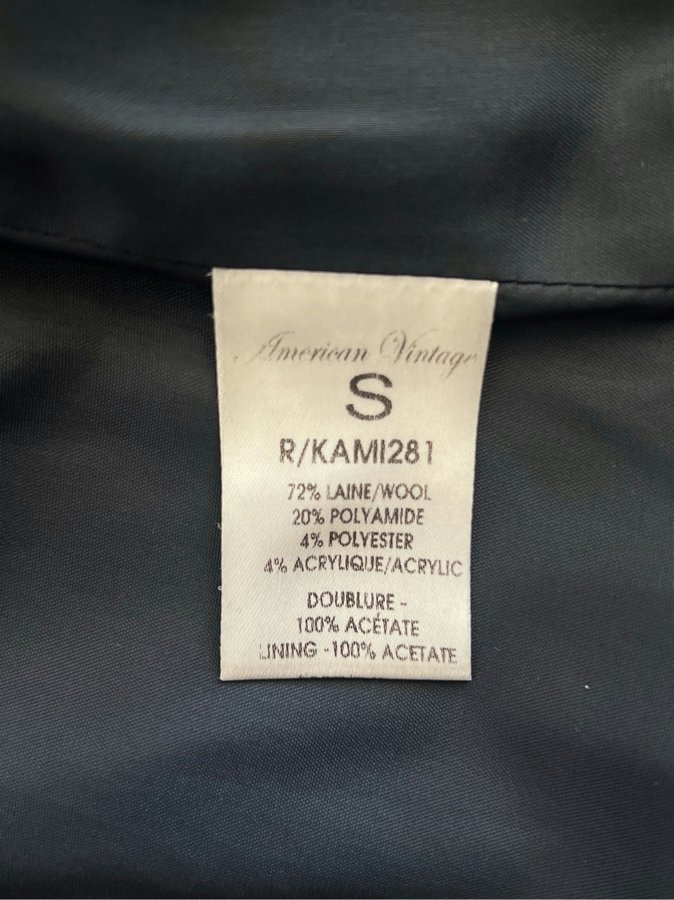 American Vintage
S
R/KAMI281
72% LAINE/WOOL
20% POLYAMIDE
4% POLYESTER
4% ACRYLIQUE/ACRYLIC
DOUBLURE -
100% ACÉTATE
LINING -100% ACETATE